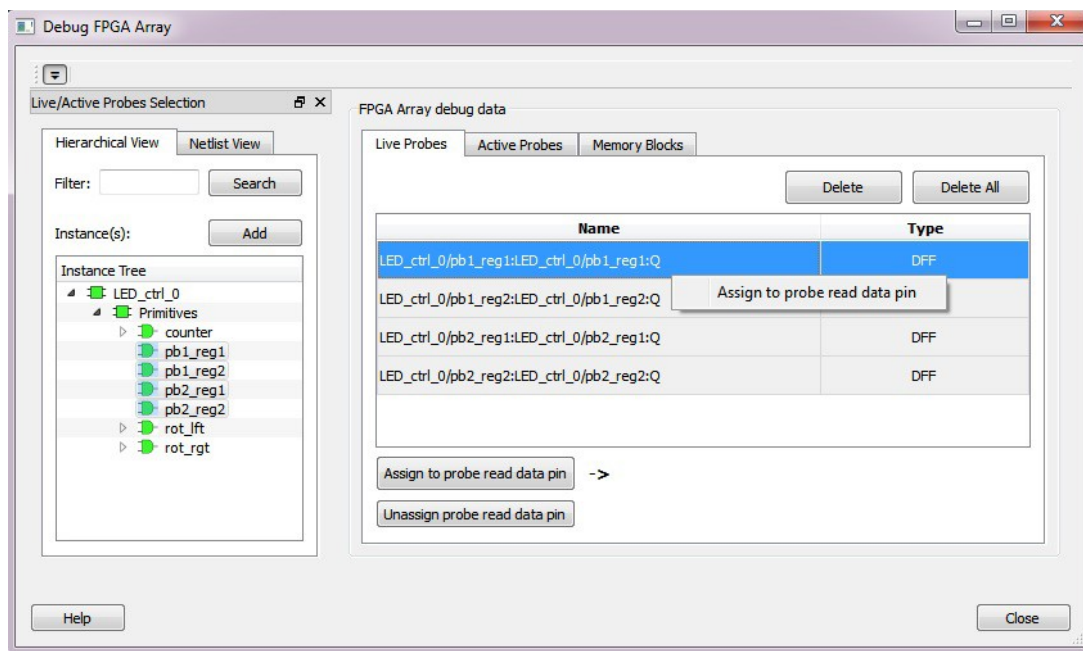 Debug FPGA Array
Live/Active Probes Selection
Hierarchical View Netlist View
Filter: Search
Instance(s): Add
Instance Tree
LED_ctrl_0
Primitives
counter
pb1_reg1
pb1_reg2
pb2_reg1
pb2_reg2
rot_lft
rot_rgt
FPGA Array debug data
Live Probes Active Probes Memory Blocks
Delete Delete All
Name Type
LED_ctrl_0/pb1_reg1:LED_ctrl_0/pb1_reg1:Q DFF
LED_ctrl_0/pb1_reg2:LED_ctrl_0/pb1_reg2:Q
Assign to probe read data pin
LED_ctrl_0/pb2_reg1:LED_ctrl_0/pb2_reg1:Q DFF
LED_ctrl_0/pb2_reg2:LED_ctrl_0/pb2_reg2:Q DFF
Assign to probe read data pin ->
Unassign probe read data pin
Help Close